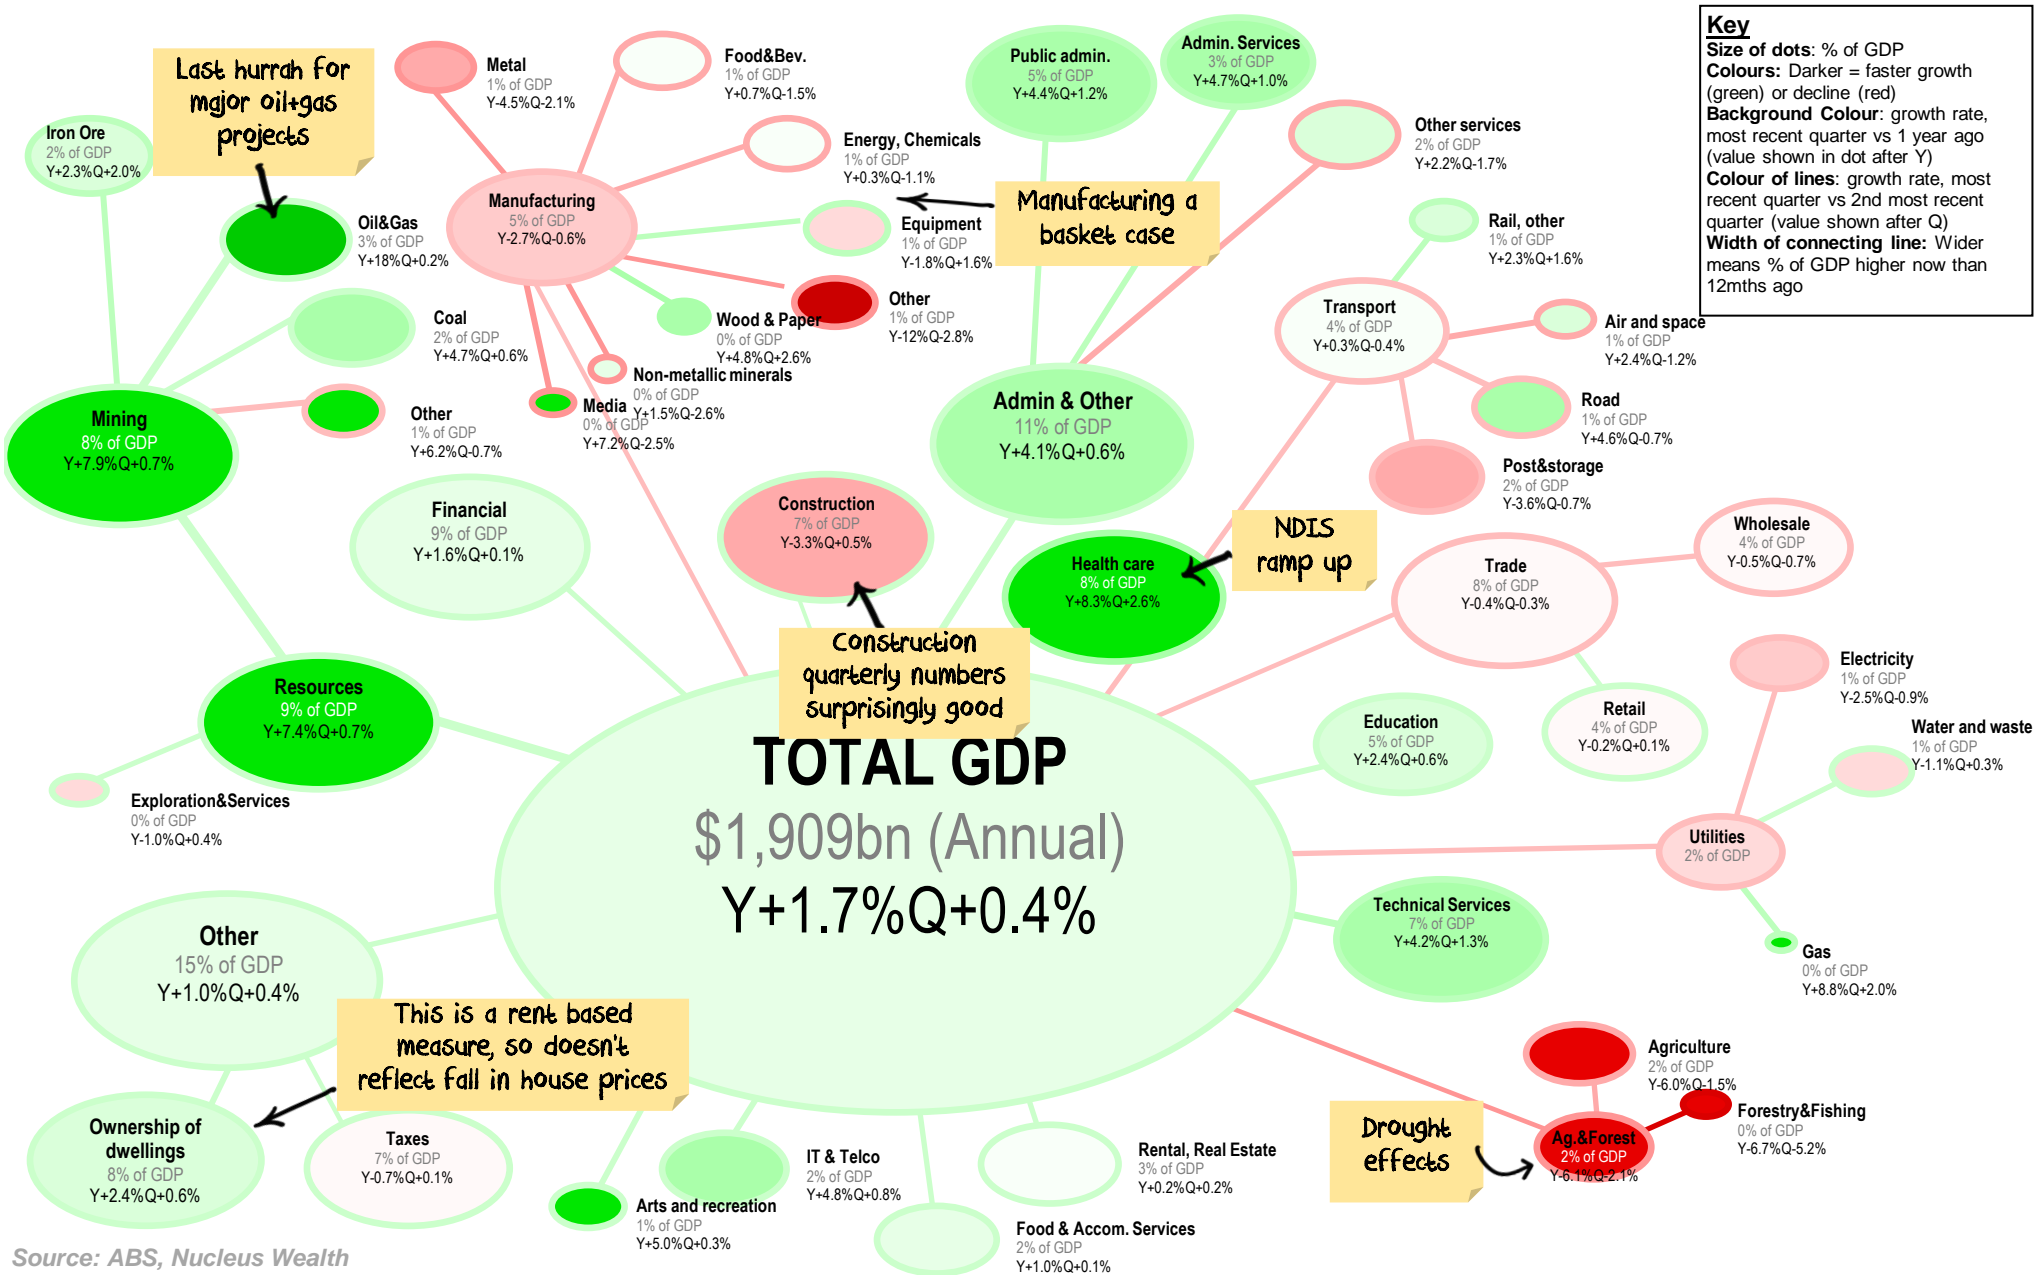 Key
Size of dots: % of GDP
Colours: Darker = faster growth
(green) or decline (red)
Background Colour: growth rate,
most recent quarter vs 1 year ago
(value shown in dot after Y)
Colour of lines: growth rate, most
recent quarter vs 2nd most recent
quarter (value shown after Q)
Width of connecting line: Wider
means % of GDP higher now than
12mths ago
Last hurrah for
major oil+gas
projects
Iron Ore
2% of GDP
Y+2.3%Q+2.0%
Oil&Gas
3% of GDP
Y+18%Q+0.2%
Coal
2% of GDP
Y+4.7%Q+0.6%
Other
1% of GDP
Y+6.2%Q-0.7%
Mining
8% of GDP
Y+7.9%Q+0.7%
Metal
1% of GDP
Y-4.5%Q-2.1%
Food&Bev.
1% of GDP
Y+0.7%Q-1.5%
Energy, Chemicals
1% of GDP
Y+0.3%Q-1.1%
Manufacturing
5% of GDP
Y-2.7%Q-0.6%
Equipment
1% of GDP
Y-1.8%Q+1.6%
Manufacturing a
basket case
Other
1% of GDP
Y-12%Q-2.8%
Wood & Paper
0% of GDP
Y+4.8%Q+2.6%
Non-metallic minerals
0% of GDP
Y+1.5%Q-2.6%
Media
0% of GDP
Y+7.2%Q-2.5%
Public admin.
5% of GDP
Y+4.4%Q+1.2%
Admin. Services
3% of GDP
Y+4.7%Q+1.0%
Other services
2% of GDP
Y+2.2%Q-1.7%
Admin & Other
11% of GDP
Y+4.1%Q+0.6%
Rail, other
1% of GDP
Y+2.3%Q+1.6%
Transport
4% of GDP
Y+0.3%Q-0.4%
Air and space
1% of GDP
Y+2.4%Q-1.2%
Road
1% of GDP
Y+4.6%Q-0.7%
Post&storage
2% of GDP
Y-3.6%Q-0.7%
Financial
9% of GDP
Y+1.6%Q+0.1%
Construction
7% of GDP
Y-3.3%Q+0.5%
Construction
quarterly numbers
surprisingly good
Health care
8% of GDP
Y+8.3%Q+2.6%
NDIS
ramp up
Wholesale
4% of GDP
Y-0.5%Q-0.7%
Trade
8% of GDP
Y-0.4%Q-0.3%
Retail
4% of GDP
Y-0.2%Q+0.1%
Resources
9% of GDP
Y+7.4%Q+0.7%
Exploration&Services
0% of GDP
Y-1.0%Q+0.4%
TOTAL GDP
$1,909bn (Annual)
Y+1.7%Q+0.4%
Education
5% of GDP
Y+2.4%Q+0.6%
Electricity
1% of GDP
Y-2.5%Q-0.9%
Water and waste
1% of GDP
Y-1.1%Q+0.3%
Utilities
2% of GDP
Gas
0% of GDP
Y+8.8%Q+2.0%
Technical Services
7% of GDP
Y+4.2%Q+1.3%
Other
15% of GDP
Y+1.0%Q+0.4%
This is a rent based
measure, so doesn't
reflect fall in house prices
Ownership of
dwellings
8% of GDP
Y+2.4%Q+0.6%
Taxes
7% of GDP
Y-0.7%Q+0.1%
Arts and recreation
1% of GDP
Y+5.0%Q+0.3%
IT & Telco
2% of GDP
Y+4.8%Q+0.8%
Food & Accom. Services
2% of GDP
Y+1.0%Q+0.1%
Rental, Real Estate
3% of GDP
Y+0.2%Q+0.2%
Drought
effects
Agriculture
2% of GDP
Y-6.0%Q-1.5%
Forestry&Fishing
0% of GDP
Y-6.7%Q-5.2%
Ag.&Forest
2% of GDP
Y-6.1%Q-2.1%
Source: ABS, Nucleus Wealth